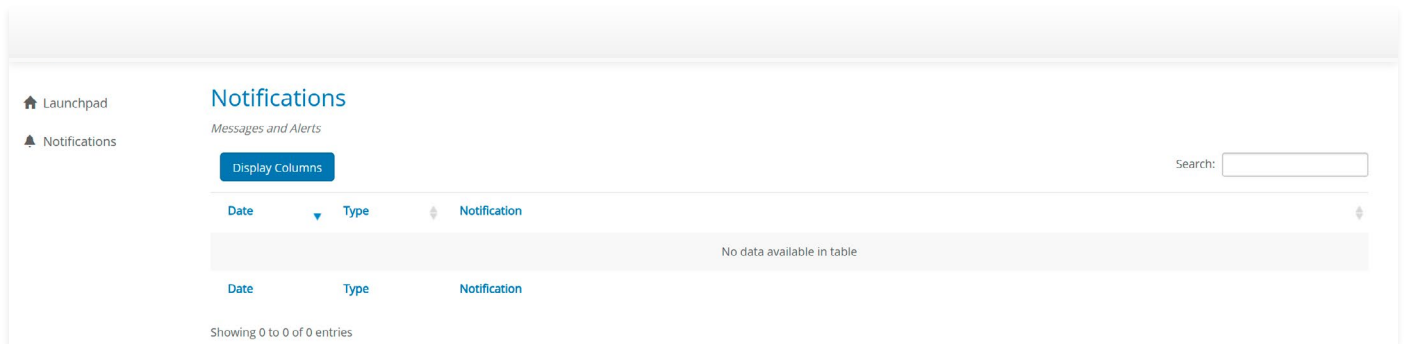 Launchpad
Notifications
Notifications
Messages and Alerts
Display Columns
Search:
Date Type Notification
No data available in table
Date Type Notification
Showing 0 to 0 of 0 entries